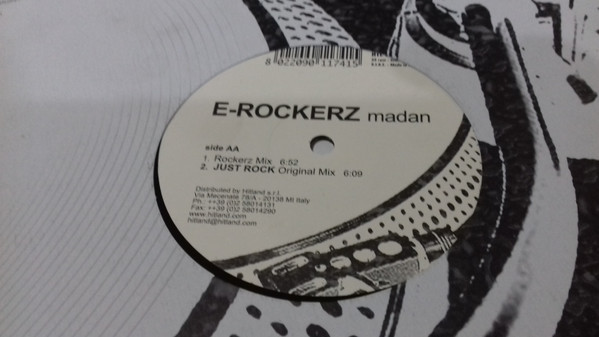 8 022090 117415
E-ROCKERZ madan
side AA
1. Rockerz Mix 6:52
2. JUST ROCK Original Mix 6:09
Distributed by Hitland s.r.l.
Via Mecenate 78/A - 20138 MI Italy
Ph.: ++39 (0)2 58014131
Fax: ++39 (0)2 58014290
www.hitland.com
hitland@hitland.com